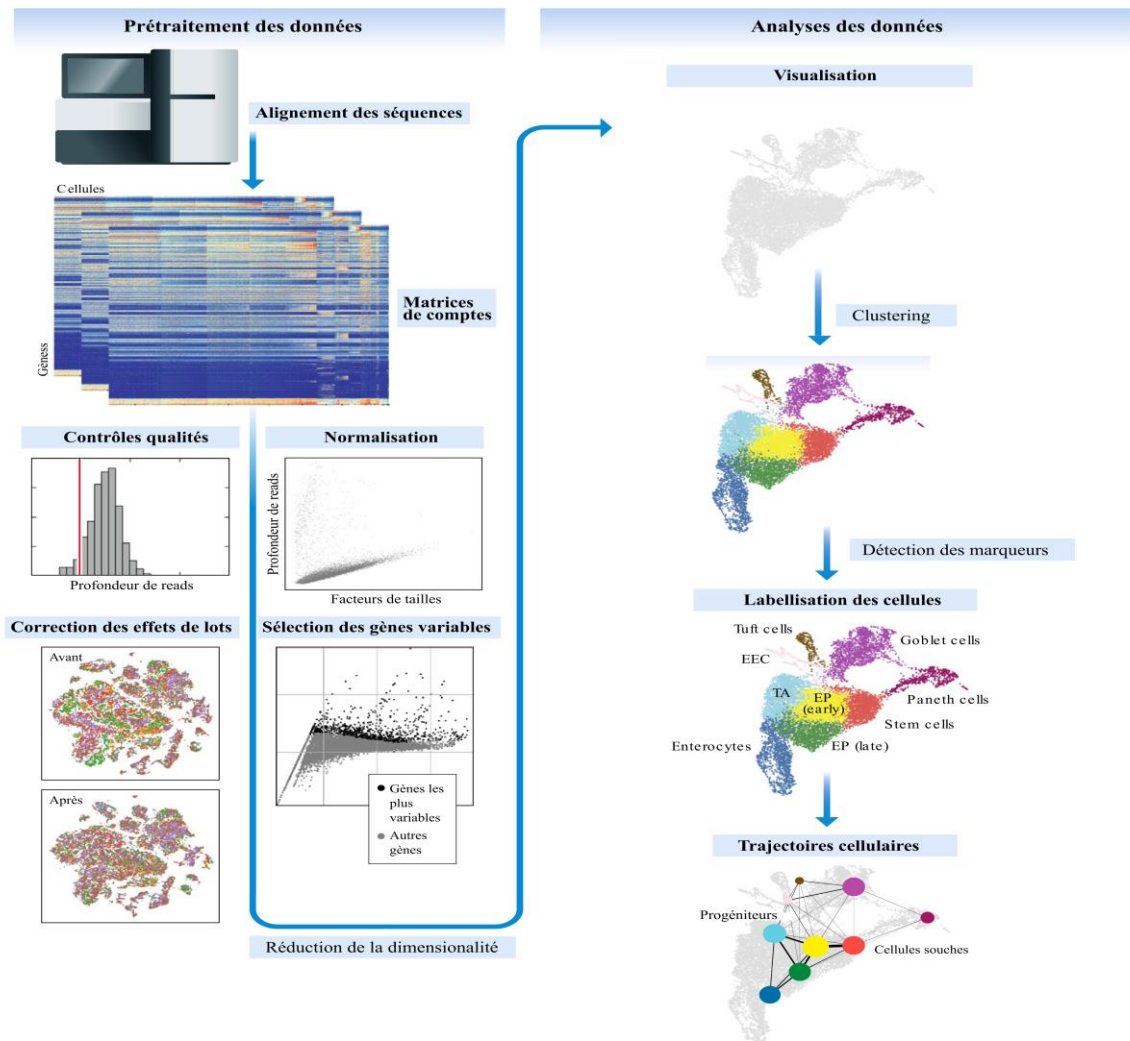 Prétraitement des données
Alignement des séquences
Cellules
Gèness
Matrices
de comptes
Contrôles qualités
Profondeur de reads
Normalisation
Profondeur de reads
Facteurs de tailles
Correction des effets de lots
Avant
Après
Sélection des gènes variables
Gènes les
plus
variables
Autres
gènes
Réduction de la dimensionalité
Analyses des données
Visualisation
Clustering
Détection des marqueurs
Labellisation des cellules
Tuft cells
Goblet cells
EEC
TA
EP
(early)
Paneth cells
Stem cells
Enterocytes
EP (late)
Trajectoires cellulaires
Progéniteurs
Cellules souches